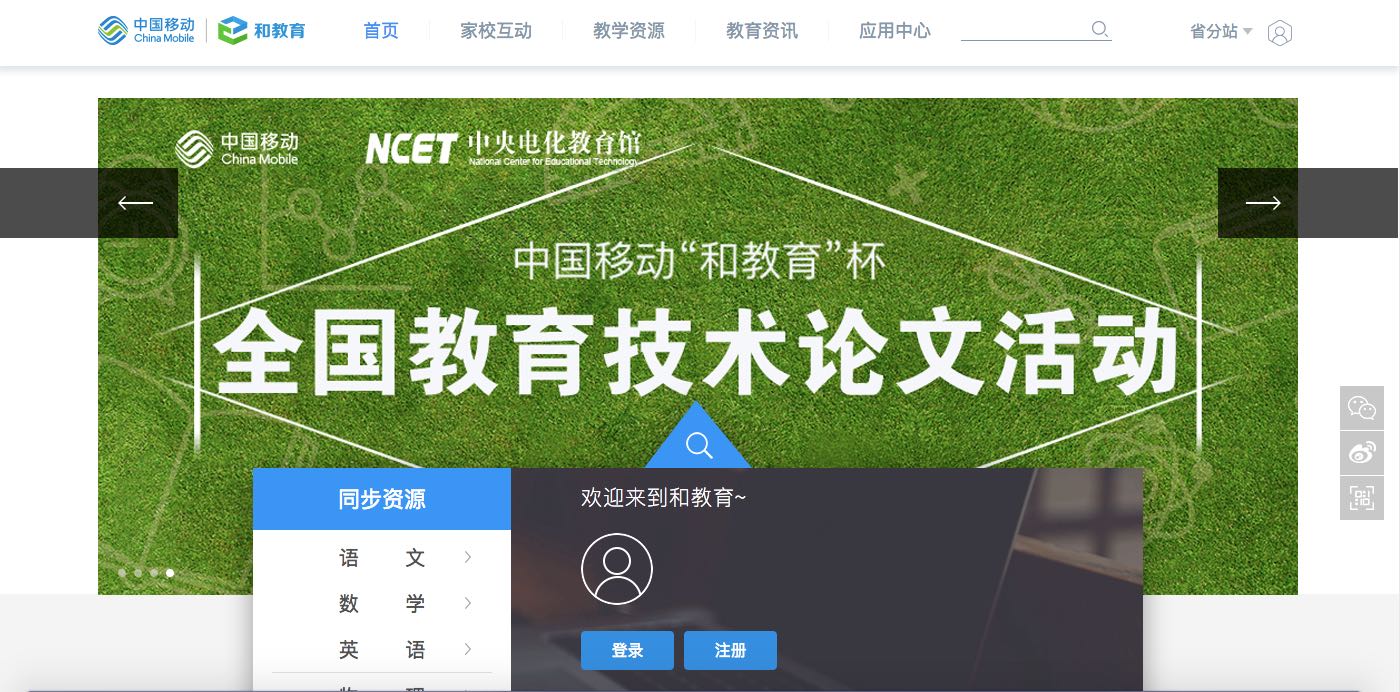 中国移动
China Mobile
和教育
首页
家校互动
教学资源
教育资讯
应用中心
省分站
中国移动
China Mobile
NCET 中央电化教育馆
National Center for Educational Technology
中国移动“和教育”杯
全国教育技术论文活动
同步资源
欢迎来到和教育~
语 文
数 学
英 语
登录
注册